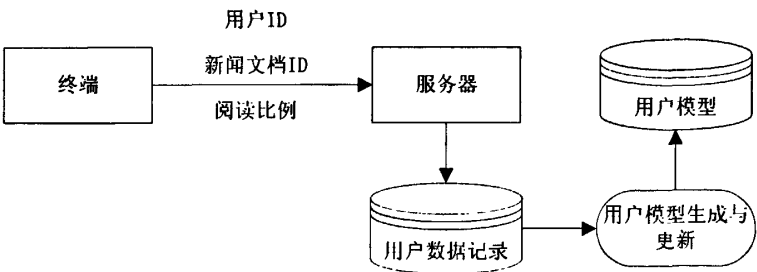 用户ID
终端
新闻文档ID
阅读比例
服务器
用户模型
用户数据记录
用户模型生成与
更新